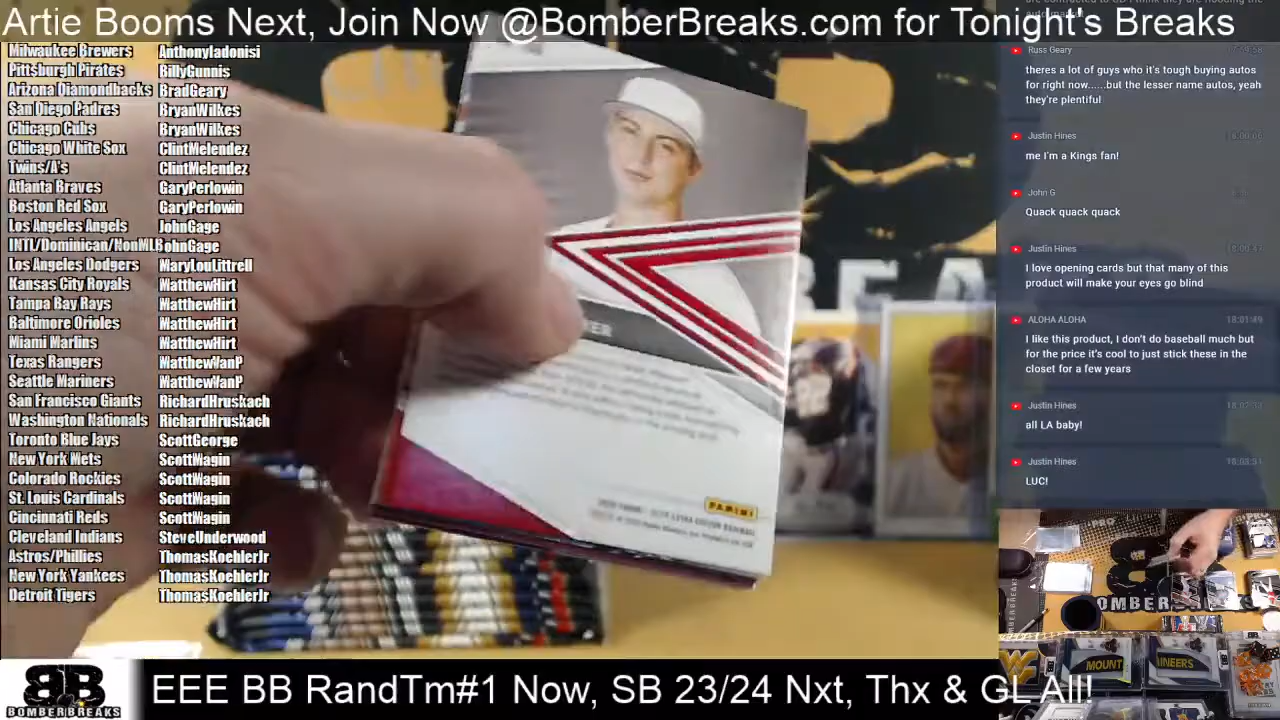 Artie Booms Next, Join Now @BomberBreaks.com for Tonight's Breaks
Milwaukee Brewers AnthonyIadonisi
Pittsburgh Pirates BillyGunnis
Arizona Diamondbacks BradGeary
San Diego Padres BryanWilkes
Chicago Cubs BryanWilkes
Chicago White Sox ClintMelendez
Twins/A's ClintMelendez
Atlanta Braves GaryPerlowin
Boston Red Sox GaryPerlowin
Los Angeles Angels JohnGage
INTL/Dominican/NonMLB JohnGage
Los Angeles Dodgers MaryLouLittrell
Kansas City Royals MatthewHirt
Tampa Bay Rays MatthewHirt
Baltimore Orioles MatthewHirt
Miami Marlins MatthewHirt
Texas Rangers MatthewVanP
Seattle Mariners MatthewVanP
San Francisco Giants RichardHruskach
Washington Nationals RichardHruskach
Toronto Blue Jays ScottGeorge
New York Mets ScottWagin
Colorado Rockies ScottWagin
St. Louis Cardinals ScottWagin
Cincinnati Reds ScottWagin
Cleveland Indians SteveUnderwood
Astros/Phillies ThomasKoehlerJr
New York Yankees ThomasKoehlerJr
Detroit Tigers ThomasKoehlerJr
PANINI
Russ Geary
theres a lot of guys who it's tough buying autos
for right now......but the lesser name autos, yeah
they're plentiful
Justin Hines
me I'm a Kings fan!
John G
Quack quack quack
Justin Hines
I love opening cards but that many of this
product will make your eyes go blind
ALOHA ALOHA 18:01:49
I like this product, I don't do baseball much but
for the price it's cool to just stick these in the
closet for a few years
Justin Hines
all LA baby!
Justin Hines
LUC!
OMBER
MOUNT
INEERS
BB
BOMBERBREAKS
EEE BB RandTm#1 Now, SB 23/24 Nxt, Thx & GL All!